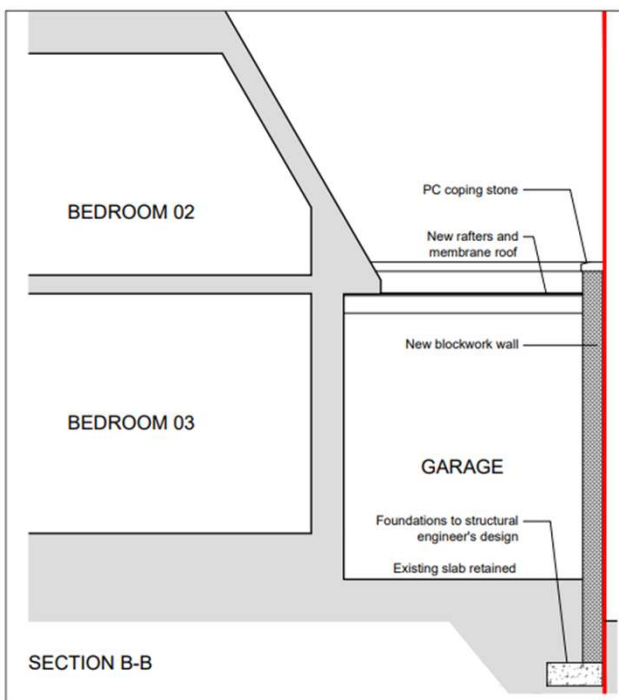 PC coping stone
BEDROOM 02
New rafters and
membrane roof
New blockwork wall
BEDROOM 03
GARAGE
Foundations to structural
engineer's design
Existing slab retained
SECTION B-B